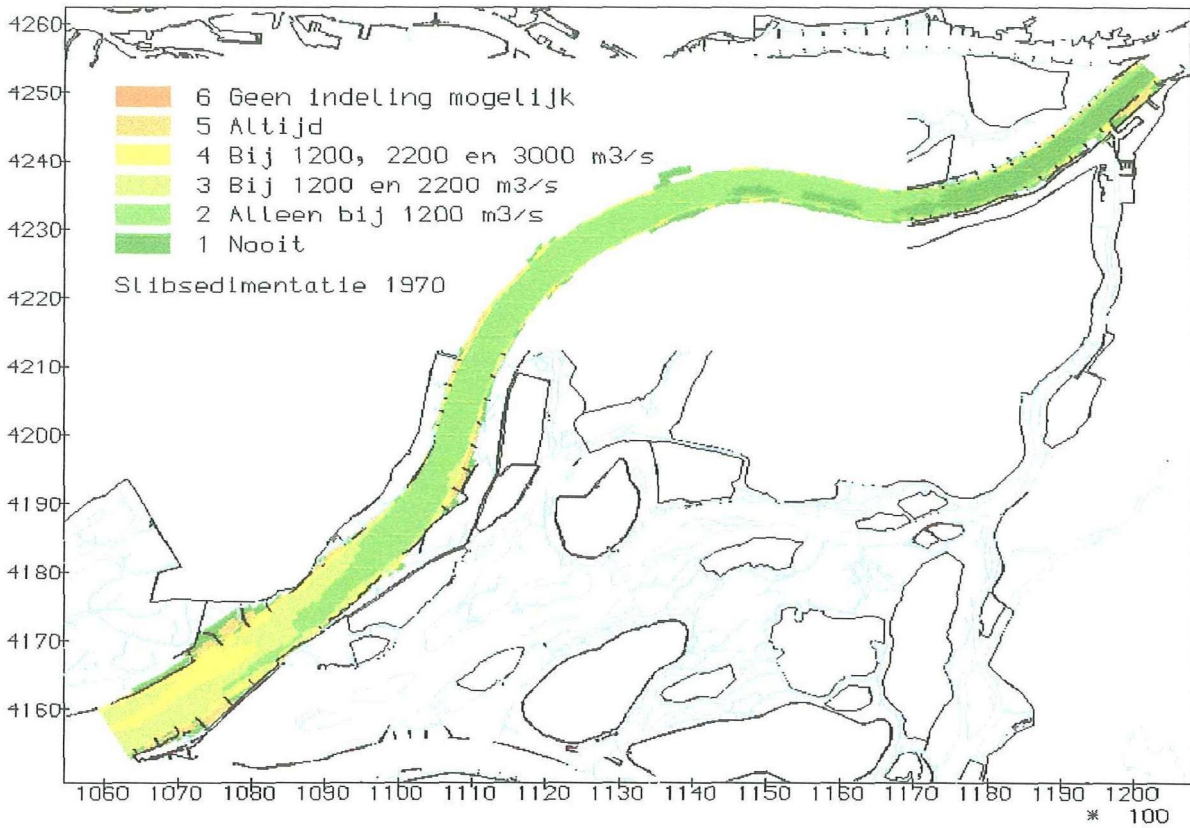 4260
4250
4240
4230
4220
4210
4200
4190
4180
4170
4160
6 Geen indeling mogelijk
5 Altijd
4 Bij 1200, 2200 en 3000 m3/s
3 Bij 1200 en 2200 m3/s
2 Alleen bij 1200 m3/s
1 Nooit
Slibsedimentatie 1970
1060 1070 1080 1090 1100 1110 1120 1130 1140 1150 1160 1170 1180 1190 1200
* 100